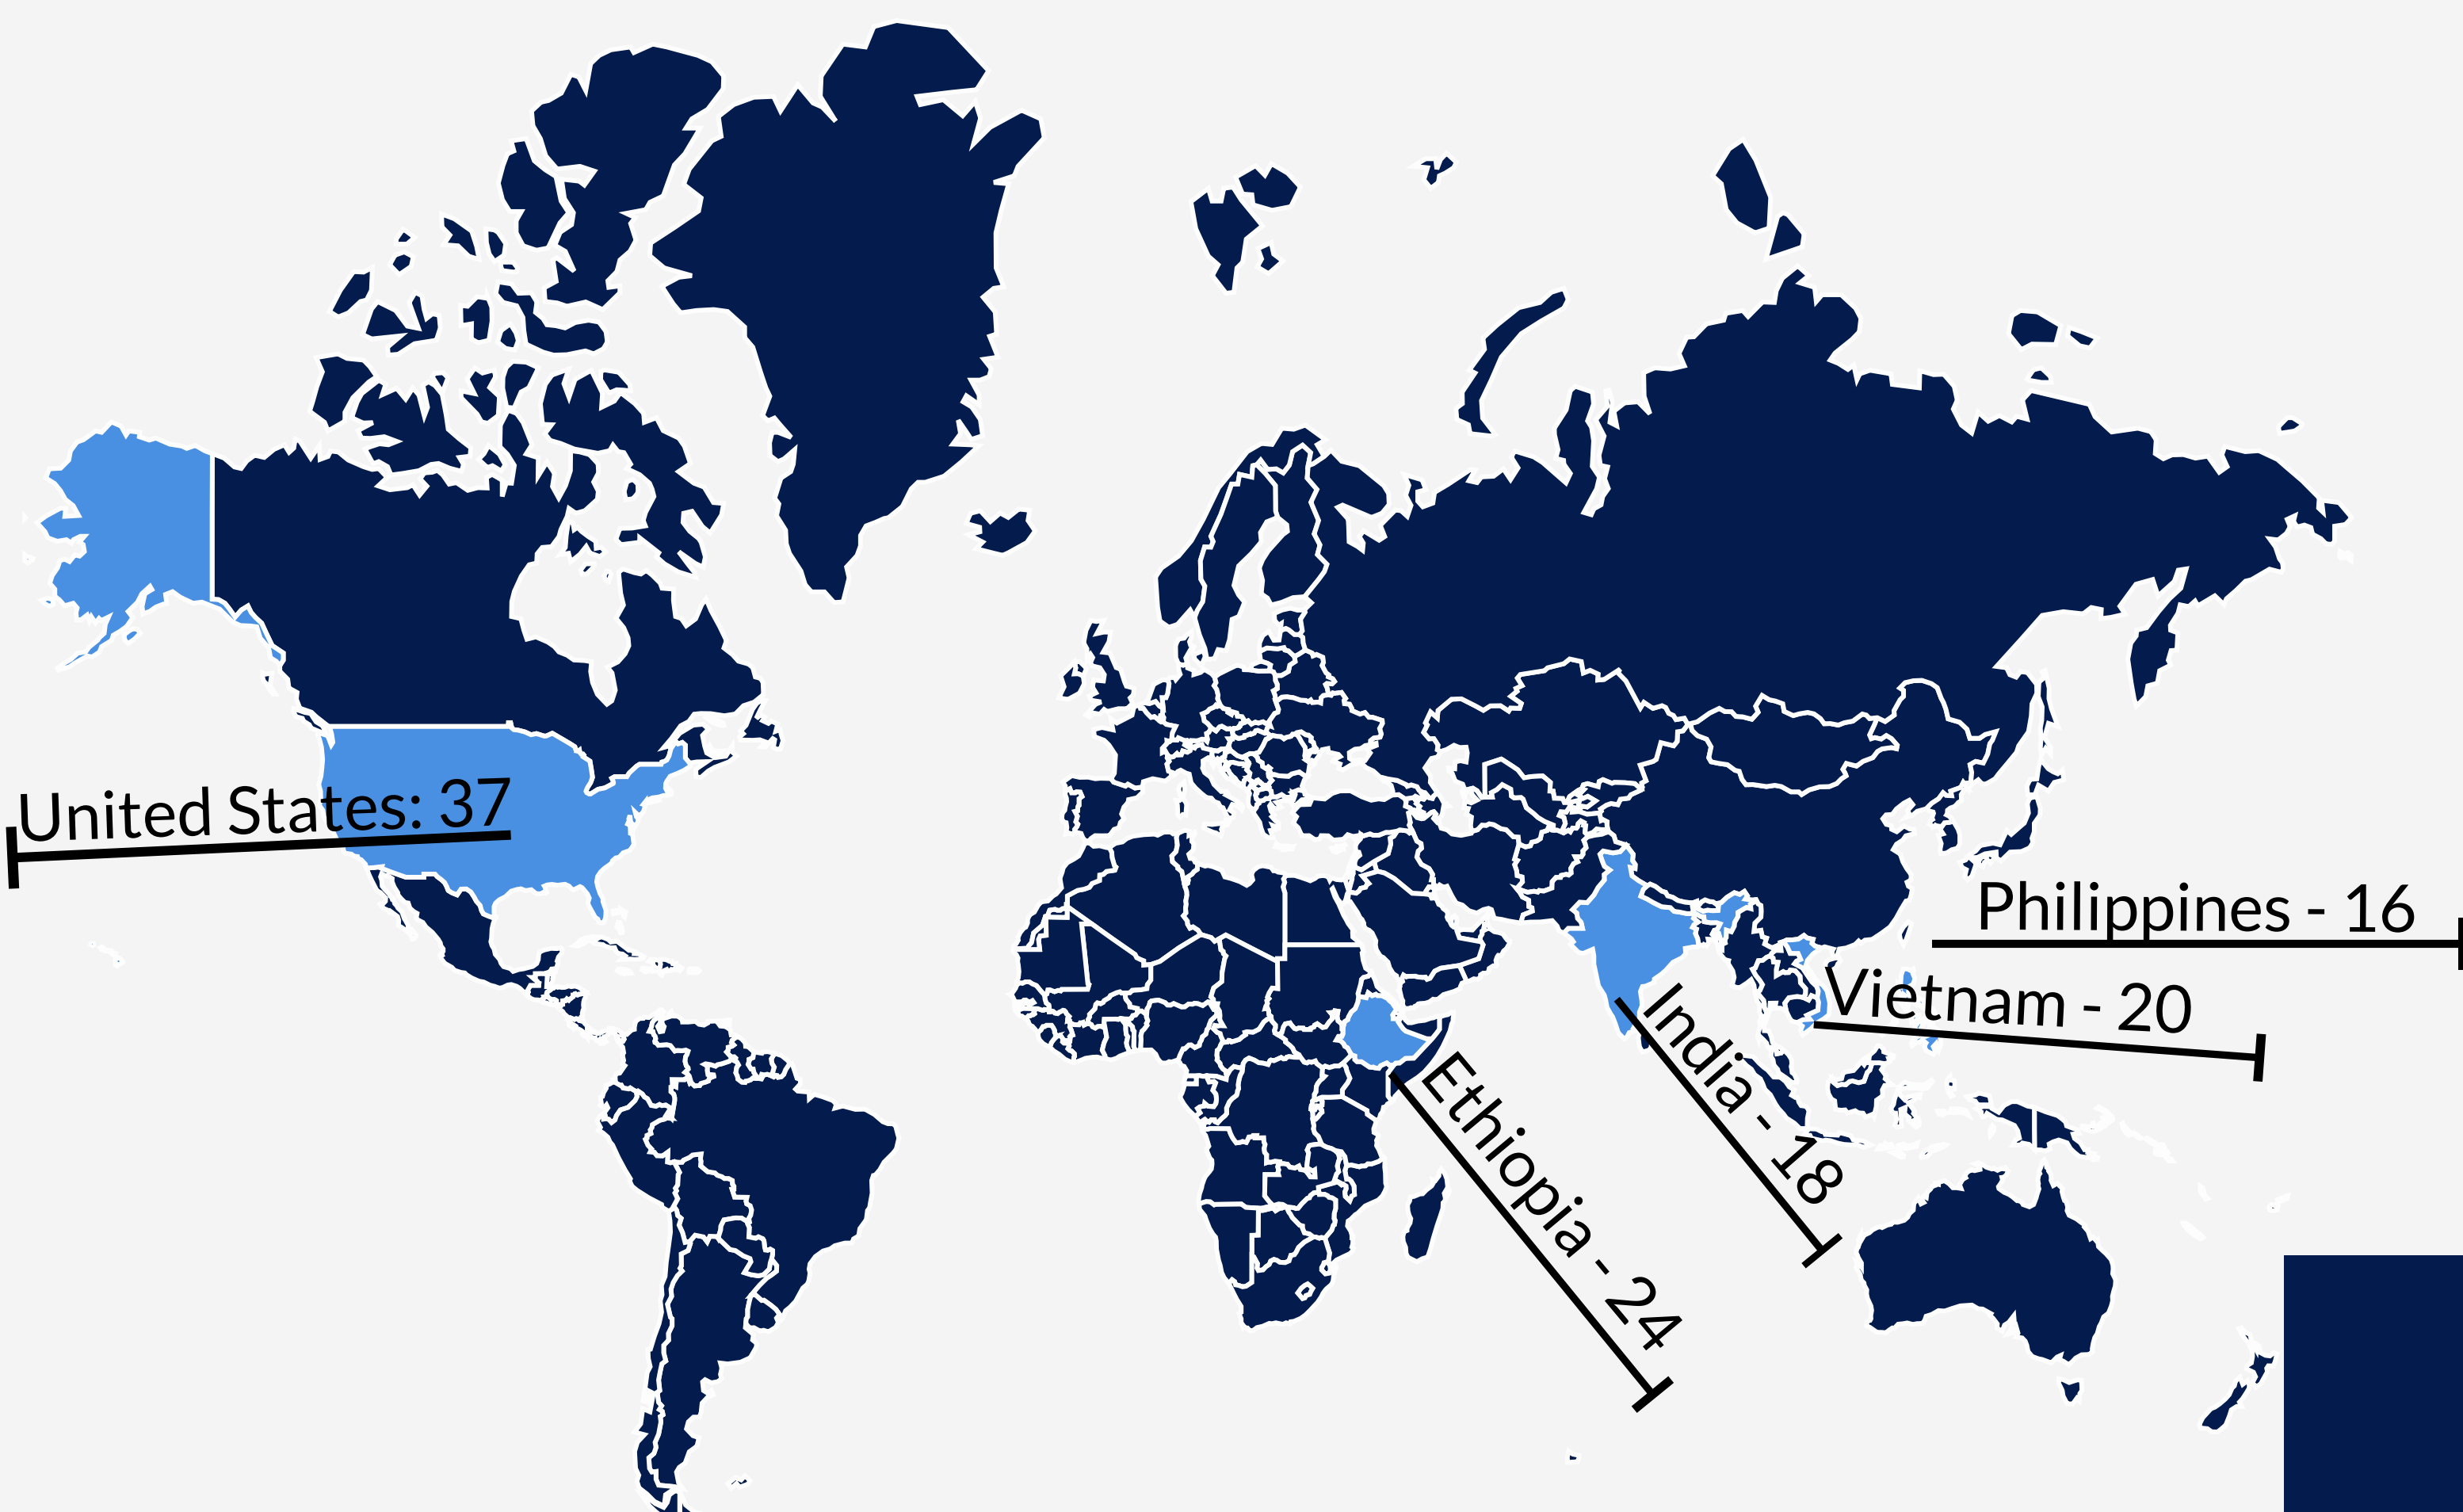 United States: 37
Philippines - 16
Vietnam - 20
India - 18
Ethiopia - 24